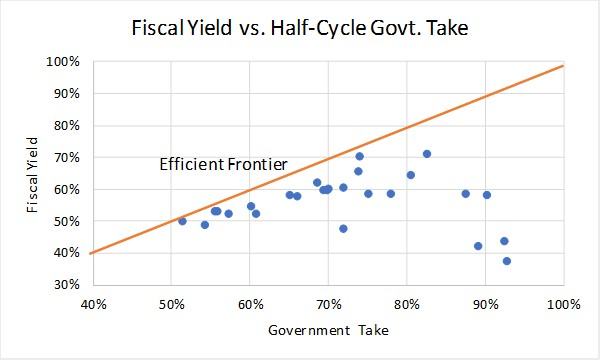 Fiscal Yield vs. Half-Cycle Govt. Take
100%
90%
80%
70%
60%
50%
40%
30%
Fiscal Yield
Efficient Frontier
40% 50% 60% 70% 80% 90% 100%
Government Take